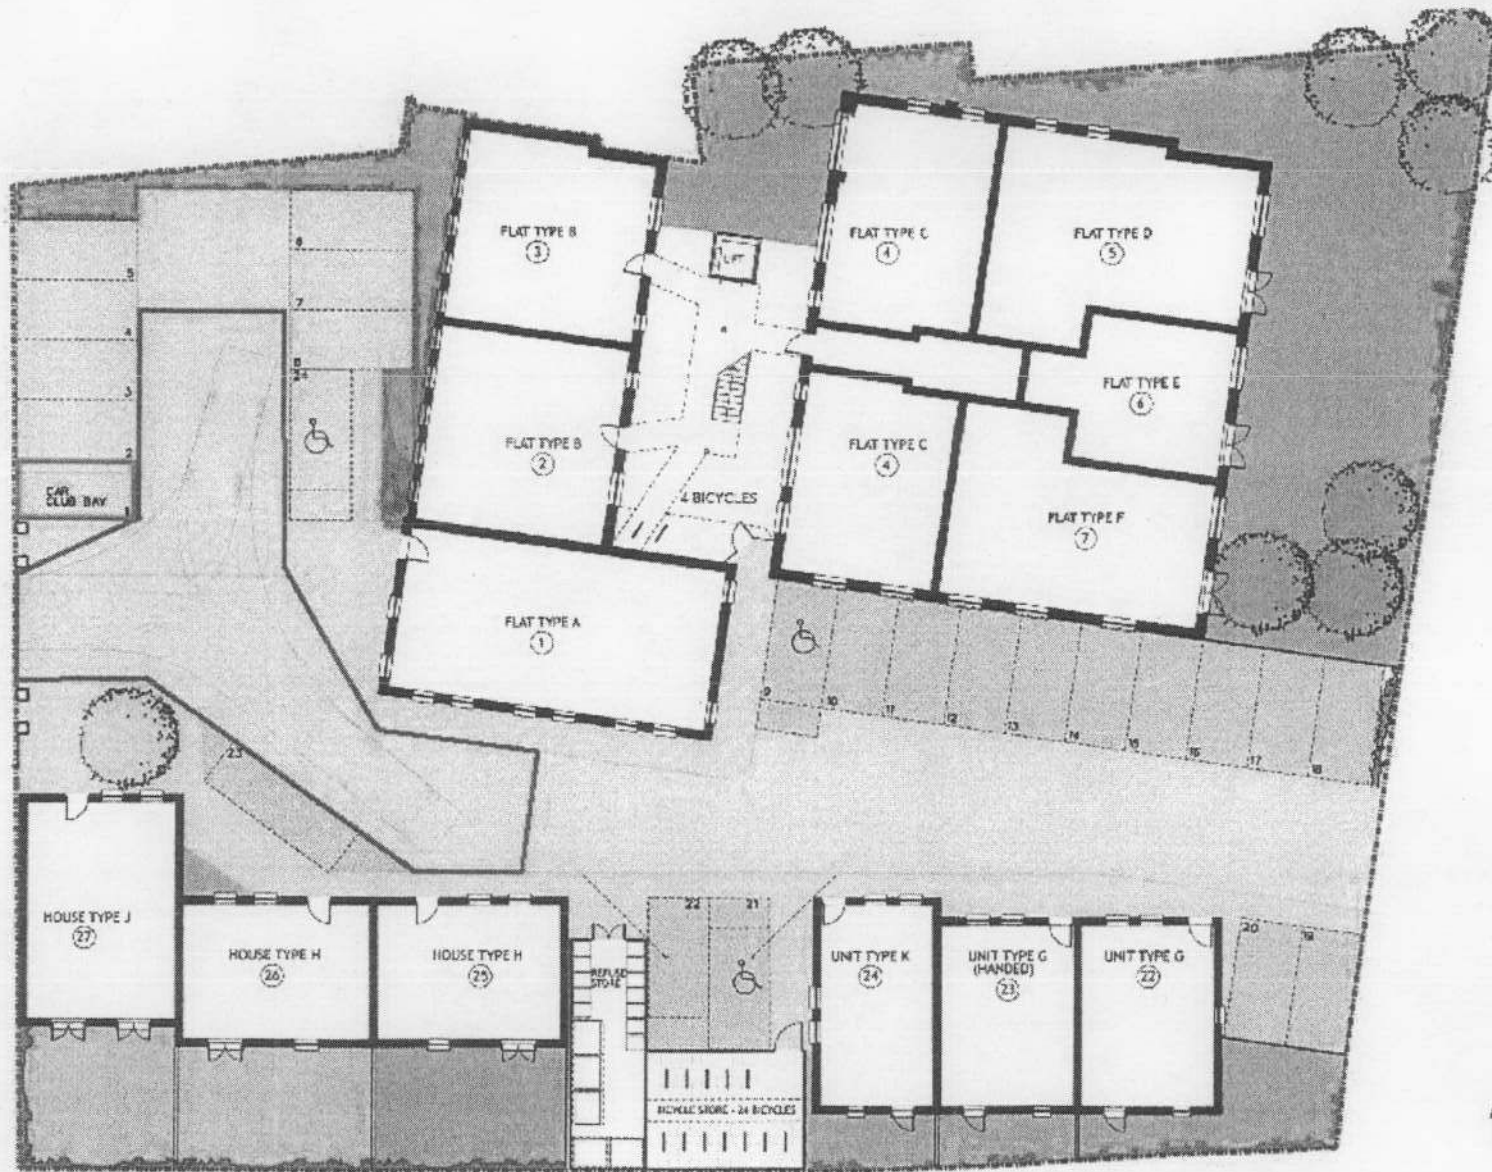 FLAT TYPE B
3
LIFT
FLAT TYPE C
4
FLAT TYPE D
5
6
5
7
4
8
3
FLAT TYPE B
2
FLAT TYPE E
6
FLAT TYPE C
4
2
CAR
CLUB BAY
1
4 BICYCLES
FLAT TYPE F
7
FLAT TYPE A
1
9
10
11
12
13
14
15
16
17
18
23
HOUSE TYPE J
27
HOUSE TYPE H
26
HOUSE TYPE H
25
REFUSE
STORE
22
21
UNIT TYPE K
24
UNIT TYPE G
(HANDED)
23
UNIT TYPE G
22
20
19
BICYCLE STORE - 24 BICYCLES